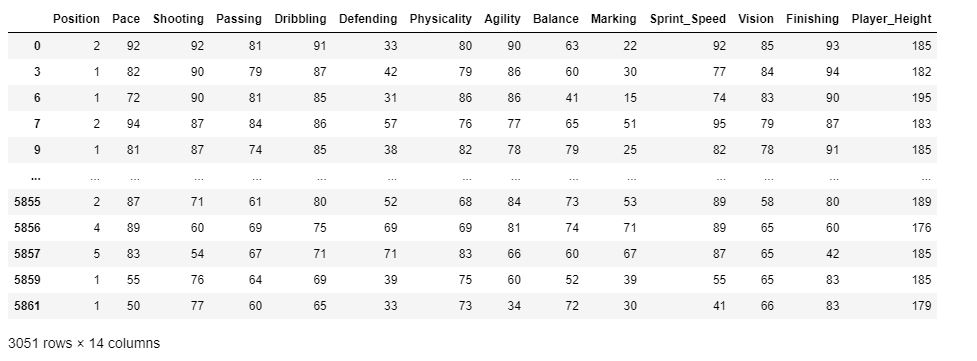 Position Pace Shooting Passing Dribbling Defending Physicality Agility Balance Marking Sprint_Speed Vision Finishing Player_Height
0 2 92 92 81 91 33 80 90 63 22 92 85 93 185
3 1 82 90 79 87 42 79 86 60 30 77 84 94 182
6 1 72 90 81 85 31 86 86 41 15 74 83 90 195
7 2 94 87 84 86 57 76 77 65 51 95 79 87 183
9 1 81 87 74 85 38 82 78 79 25 82 78 91 185
... ... ... ... ... ... ... ... ... ... ... ... ... ... ...
5855 2 87 71 61 80 52 68 84 73 53 89 58 80 189
5856 4 89 60 69 75 69 69 81 74 71 89 65 60 176
5857 5 83 54 67 71 71 83 66 60 67 87 65 42 185
5859 1 55 76 64 69 39 75 60 52 39 55 65 83 185
5861 1 50 77 60 65 33 73 34 72 30 41 66 83 179
3051 rows × 14 columns